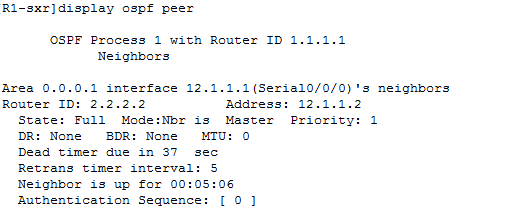 [R1-sxr]display ospf peer
OSPF Process 1 with Router ID 1.1.1.1
Neighbors
Area 0.0.0.1 interface 12.1.1.1(Serial0/0/0)'s neighbors
Router ID: 2.2.2.2 Address: 12.1.1.2
State: Full Mode:Nbr is Master Priority: 1
DR: None BDR: None MTU: 0
Dead timer due in 37 sec
Retrans timer interval: 5
Neighbor is up for 00:05:06
Authentication Sequence: [ 0 ]